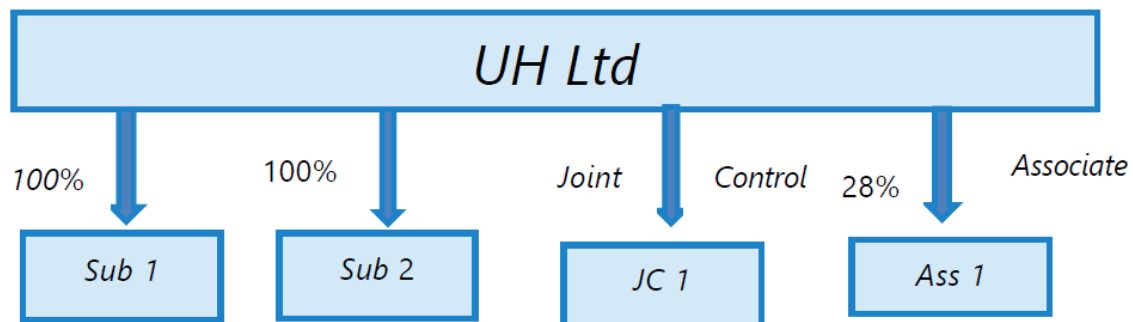 UH Ltd
100%
100%
Joint Control
28%
Associate
Sub 1
Sub 2
JC 1
Ass 1